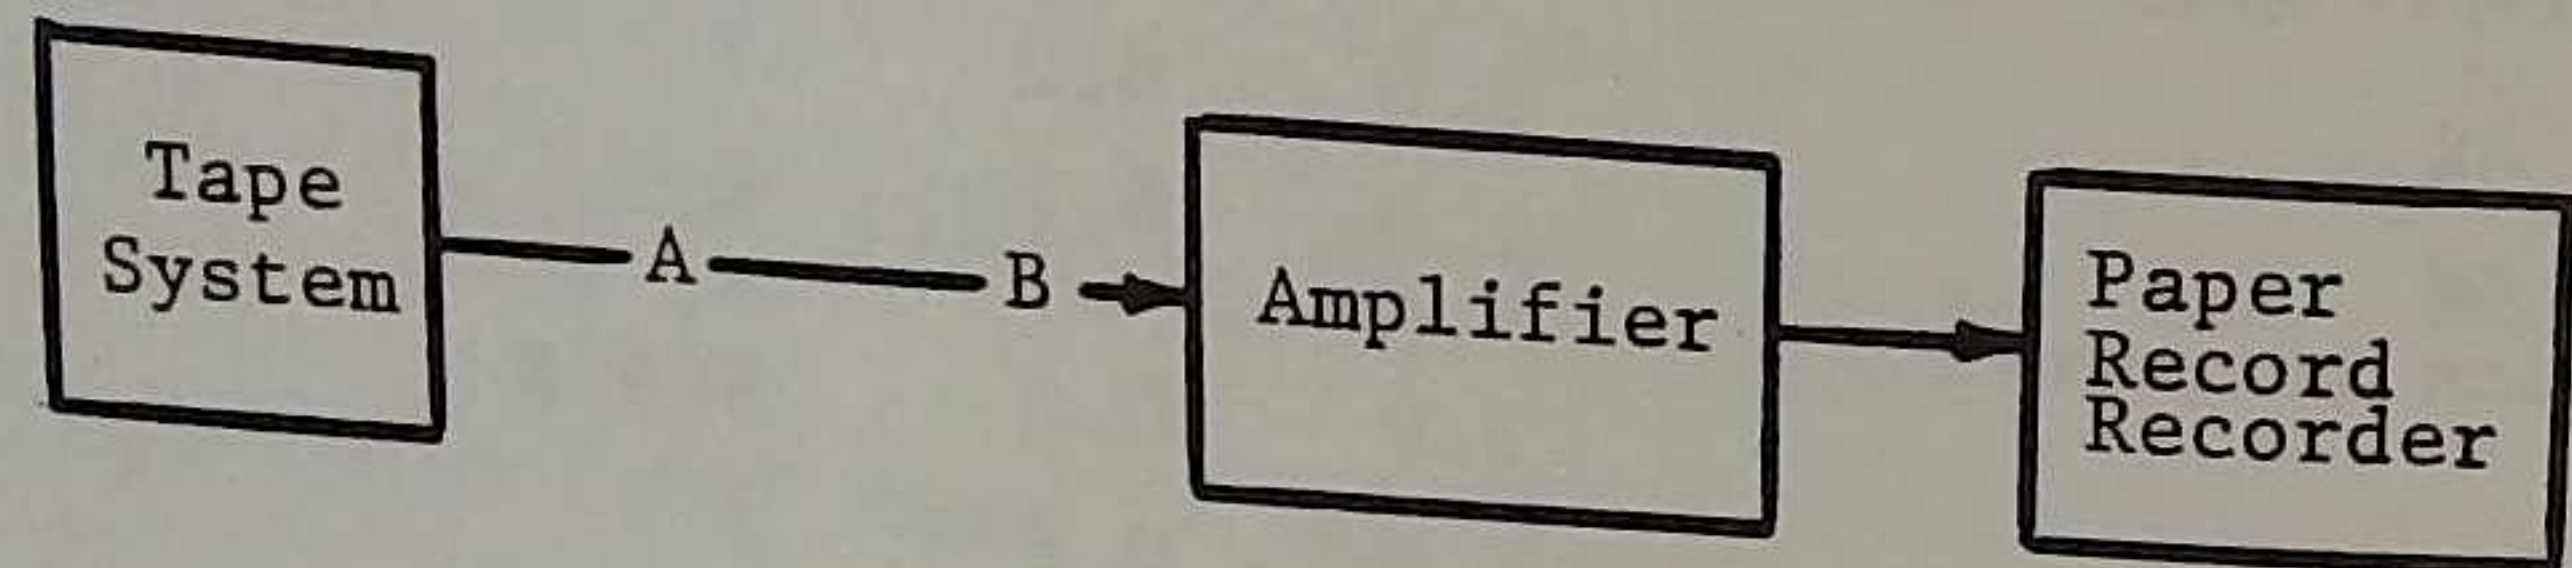 Tape
System
A
B
Amplifier
Paper
Record
Recorder